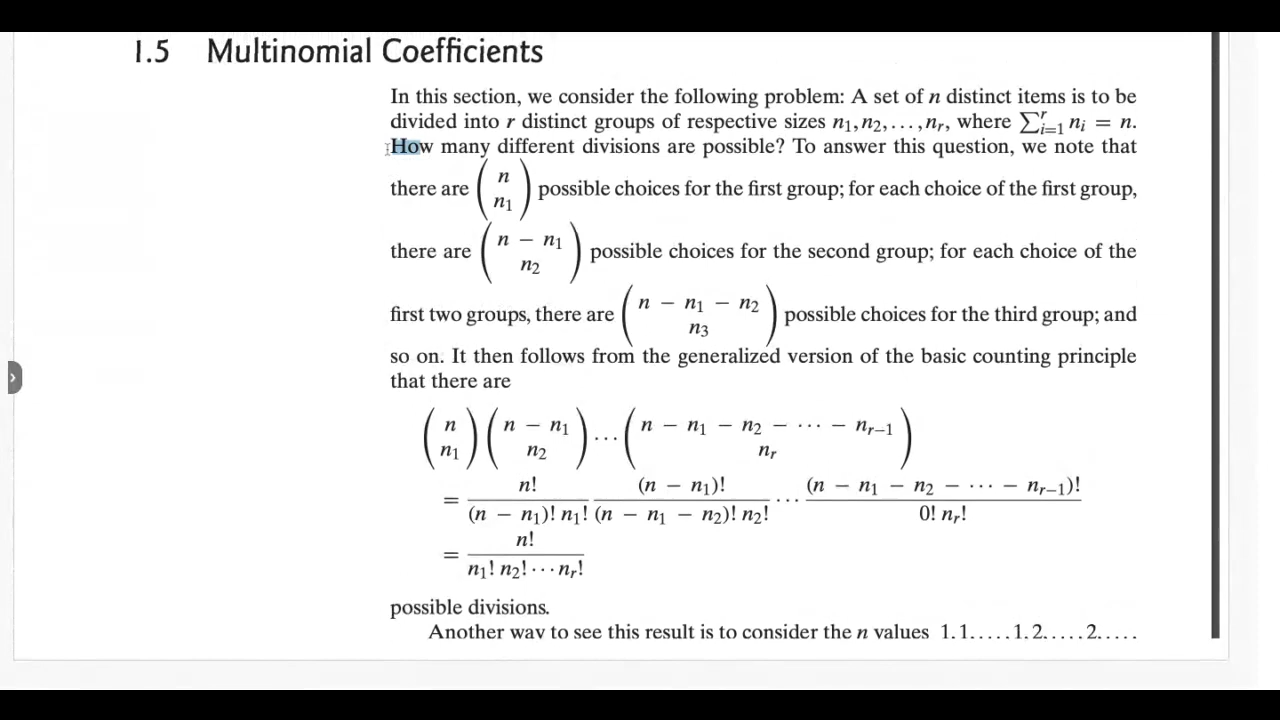 1.5 Multinomial Coefficients
In this section, we consider the following problem: A set of n distinct items is to be
divided into r distinct groups of respective sizes n₁, n₂, . . . , nᵣ, where ∑ʳᵢ₌₁ nᵢ = n.
How many different divisions are possible? To answer this question, we note that
there are (n n₁) possible choices for the first group; for each choice of the first group,
there are (n − n₁ n₂) possible choices for the second group; for each choice of the
first two groups, there are (n − n₁ − n₂ n₃) possible choices for the third group; and
so on. It then follows from the generalized version of the basic counting principle
that there are
(n n₁) (n − n₁ n₂) · · · (n − n₁ − n₂ − · · · − nᵣ₋₁ nᵣ)
= n! / (n − n₁)! n₁! (n − n₁)! / (n − n₁ − n₂)! n₂! · · · (n − n₁ − n₂ − · · · − nᵣ₋₁)! / 0! nᵣ!
= n! / n₁! n₂! · · · nᵣ!
possible divisions.
Another way to see this result is to consider the n values 1, 1, . . . , 1, 2, . . . , 2, . . . ,